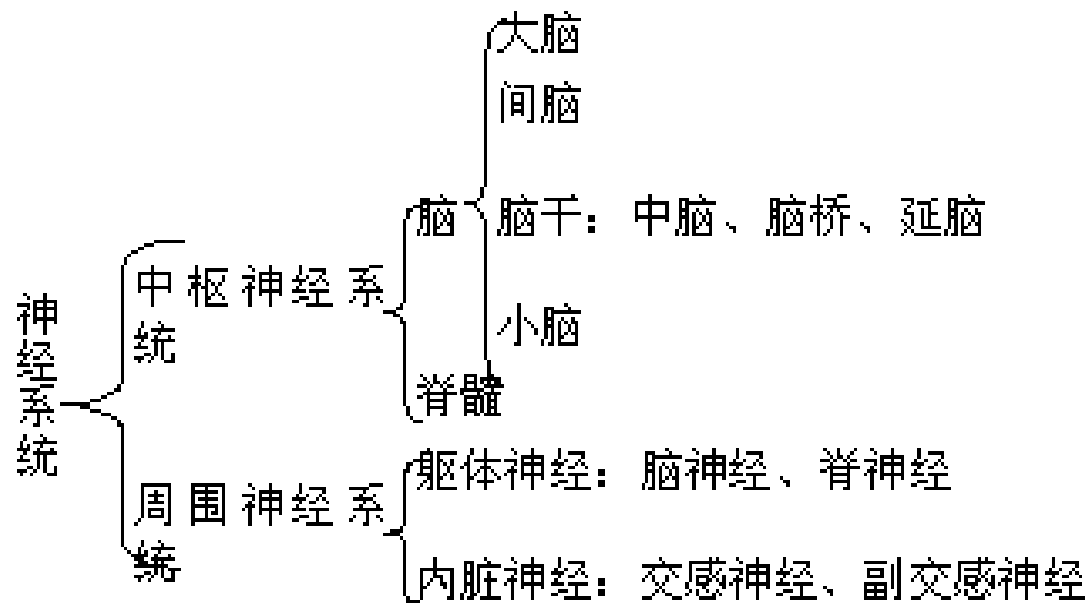 神经系统
中枢神经系统
脑
大脑
间脑
脑干：中脑、脑桥、延脑
小脑
脊髓
周围神经系统
躯体神经：脑神经、脊神经
内脏神经：交感神经、副交感神经